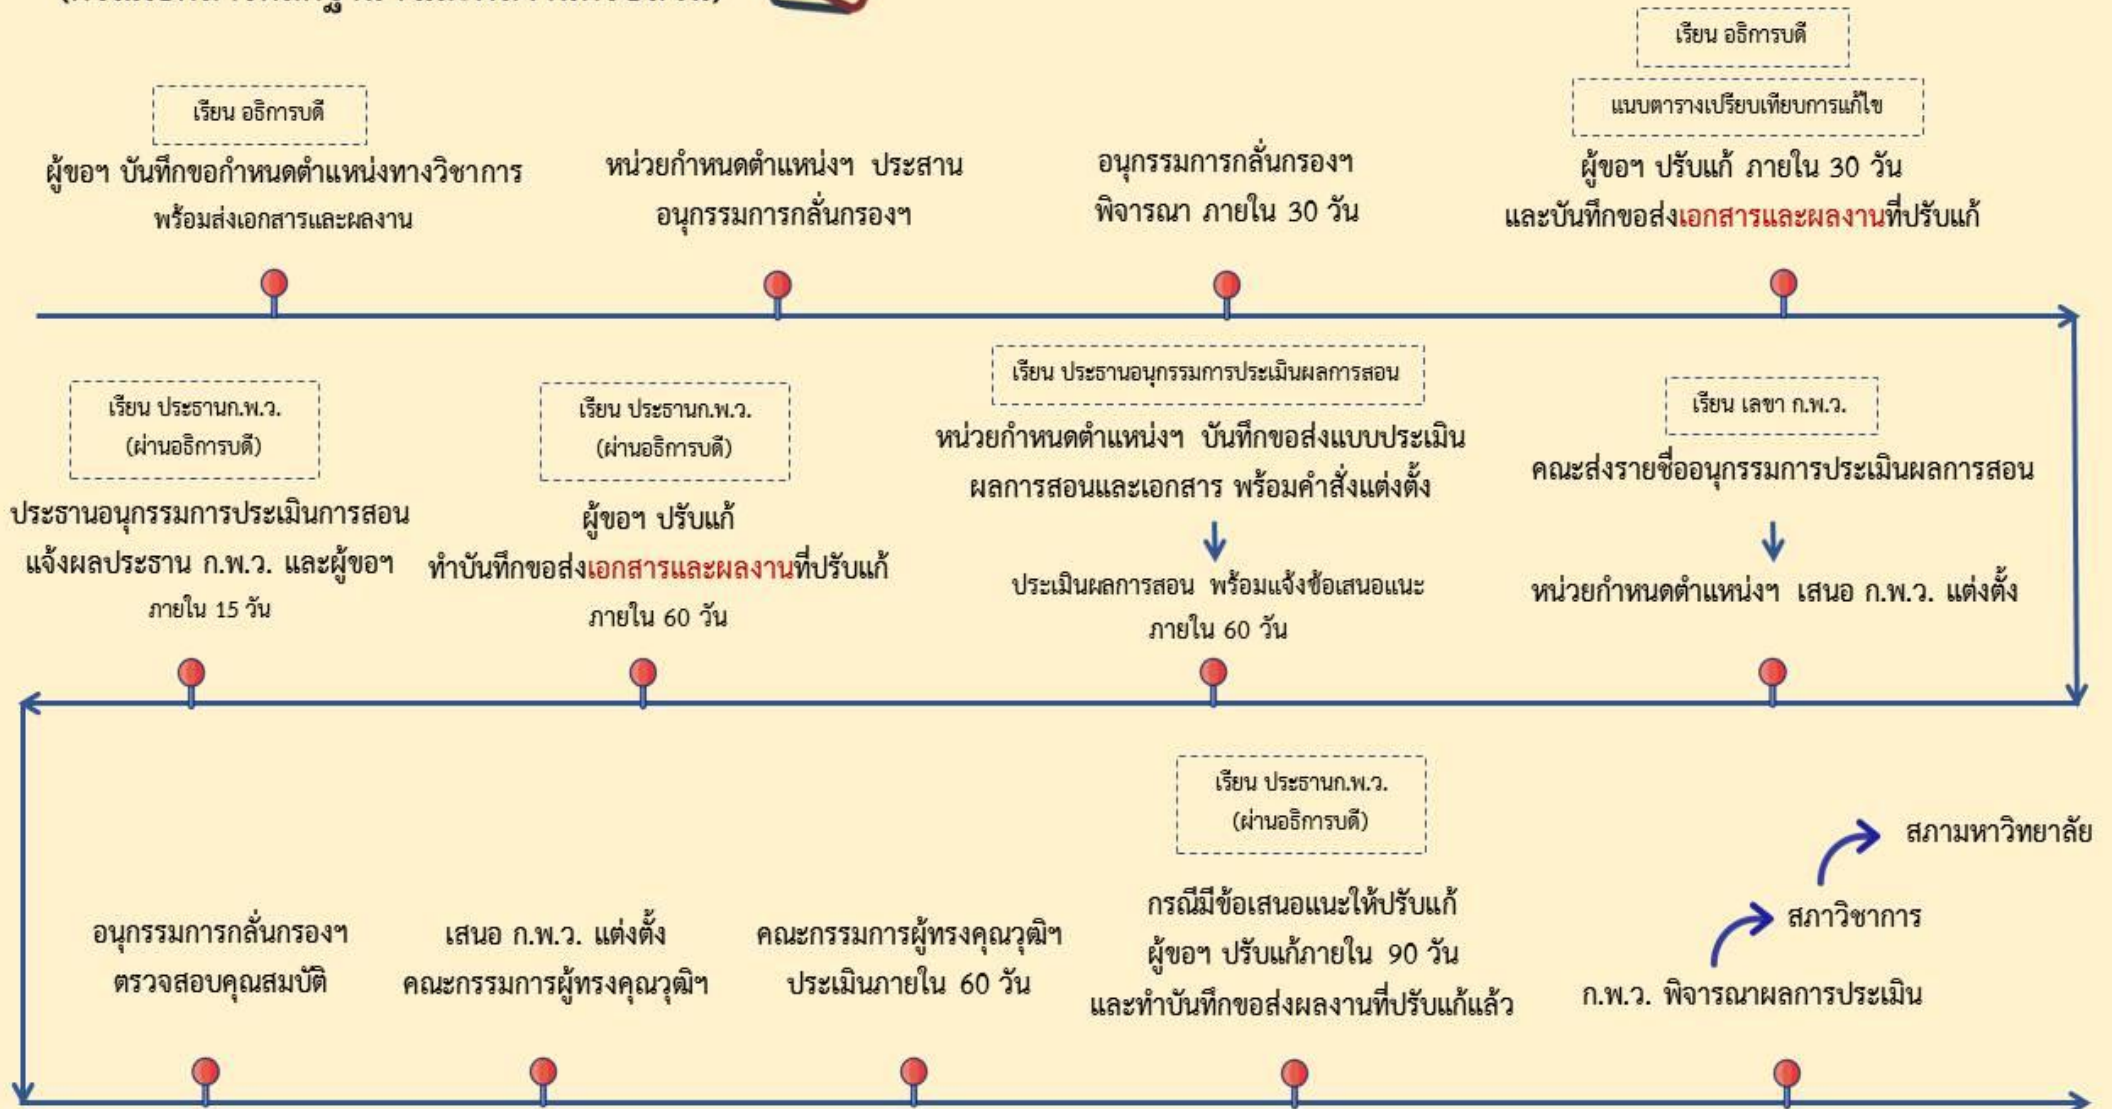 เรียน อธิการบดี
ผู้ขอฯ บันทึกขอกำหนดตำแหน่งทางวิชาการ
พร้อมส่งเอกสารและผลงาน
หน่วยกำหนดตำแหน่งฯ ประสาน
อนุกรรมการกลั่นกรองฯ
อนุกรรมการกลั่นกรองฯ
พิจารณา ภายใน 30 วัน
เรียน อธิการบดี
แนบตารางเปรียบเทียบการแก้ไข
ผู้ขอฯ ปรับแก้ ภายใน 30 วัน
และบันทึกขอส่งเอกสารและผลงานที่ปรับแก้
เรียน เลขา ก.พ.ว.
คณะส่งรายชื่ออนุกรรมการประเมินผลการสอน
หน่วยกำหนดตำแหน่งฯ เสนอ ก.พ.ว. แต่งตั้ง
เรียน ประธานอนุกรรมการประเมินผลการสอน
หน่วยกำหนดตำแหน่งฯ บันทึกขอส่งแบบประเมิน
ผลการสอนและเอกสาร พร้อมคำสั่งแต่งตั้ง
ประเมินผลการสอน พร้อมแจ้งข้อเสนอแนะ
ภายใน 60 วัน
เรียน ประธานก.พ.ว.
(ผ่านอธิการบดี)
ผู้ขอฯ ปรับแก้
ทำบันทึกขอส่งเอกสารและผลงานที่ปรับแก้
ภายใน 60 วัน
เรียน ประธานก.พ.ว.
(ผ่านอธิการบดี)
ประธานอนุกรรมการประเมินการสอน
แจ้งผลประธาน ก.พ.ว. และผู้ขอฯ
ภายใน 15 วัน
อนุกรรมการกลั่นกรองฯ
ตรวจสอบคุณสมบัติ
เสนอ ก.พ.ว. แต่งตั้ง
คณะกรรมการผู้ทรงคุณวุฒิฯ
คณะกรรมการผู้ทรงคุณวุฒิฯ
ประเมินภายใน 60 วัน
เรียน ประธานก.พ.ว.
(ผ่านอธิการบดี)
กรณีมีข้อเสนอแนะให้ปรับแก้
ผู้ขอฯ ปรับแก้ภายใน 90 วัน
และทำบันทึกขอส่งผลงานที่ปรับแก้แล้ว
ก.พ.ว. พิจารณาผลการประเมิน
สภาวิชาการ
สภามหาวิทยาลัย